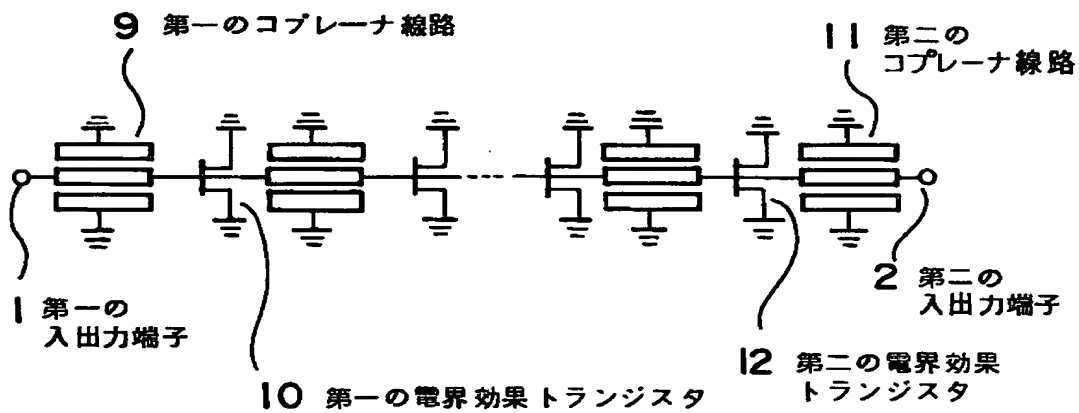 9 第一のコプレーナ線路
11 第二の
コプレーナ線路
1 第一の
入出力端子
2 第二の
入出力端子
10 第一の電界効果トランジスタ
12 第二の電界効果
トランジスタ